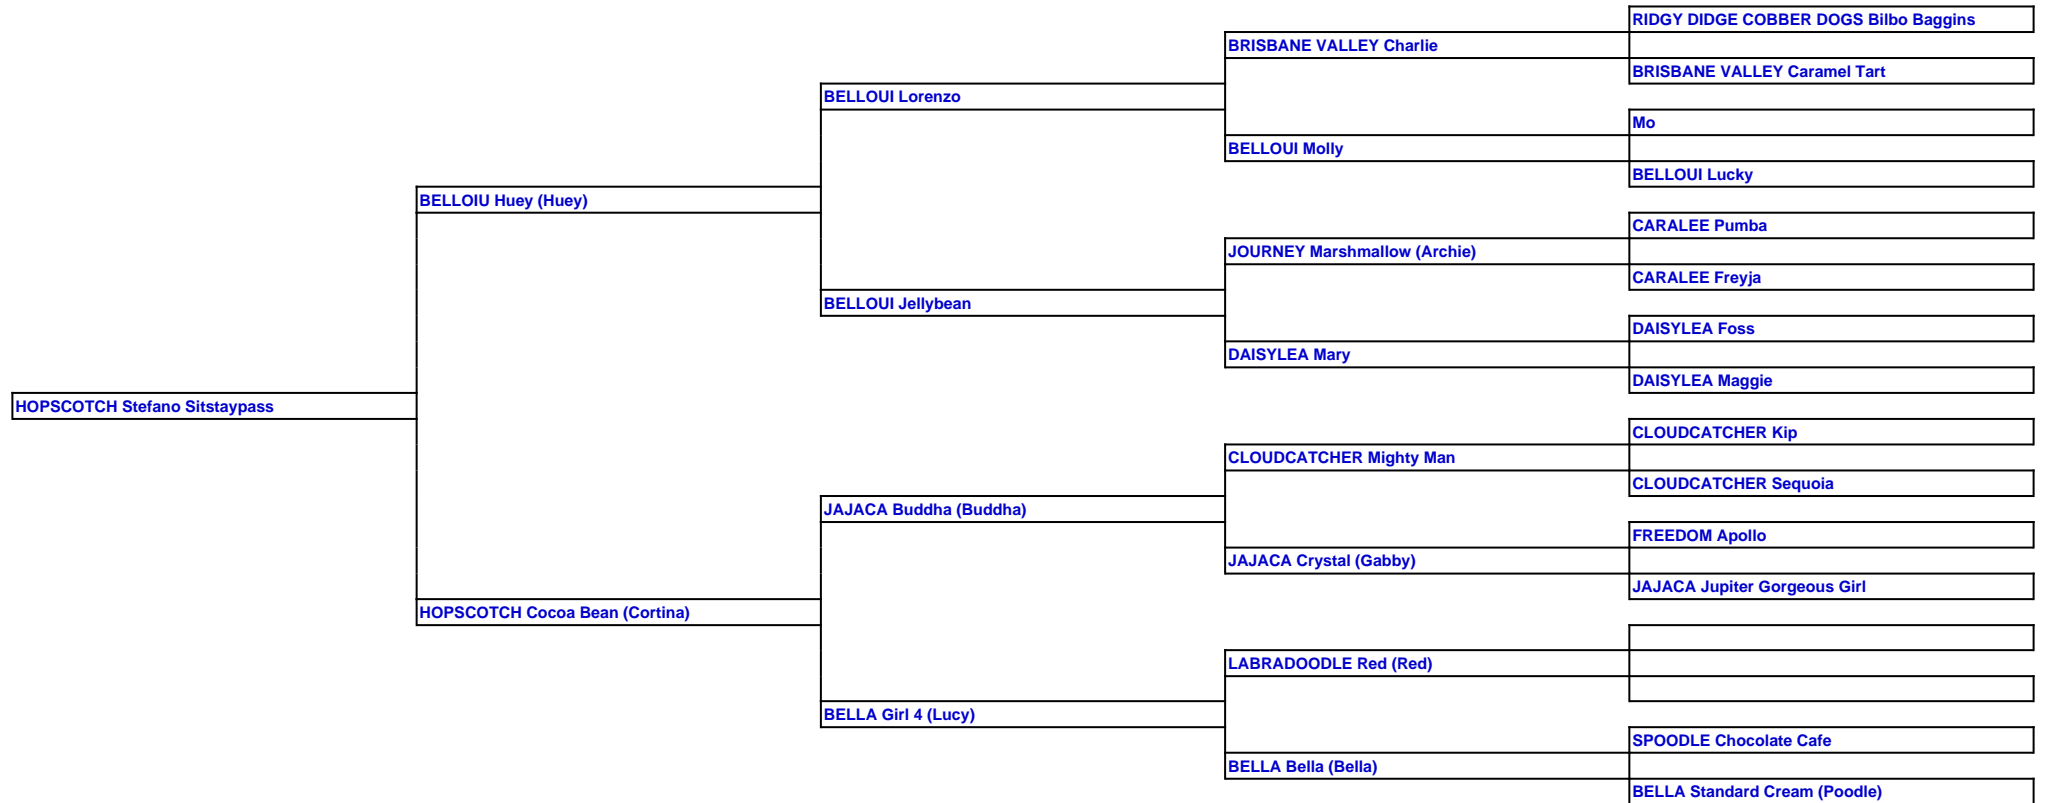 RIDGY DIDGE COBBER DOGS Bilbo Baggins
BRISBANE VALLEY Charlie
BRISBANE VALLEY Caramel Tart
BELLOUI Lorenzo
Mo
BELLOUI Molly
BELLOUI Lucky
BELLOIU Huey (Huey)
CARALEE Pumba
JOURNEY Marshmallow (Archie)
CARALEE Freyja
BELLOUI Jellybean
DAISYLEA Foss
DAISYLEA Mary
DAISYLEA Maggie
HOPSCOTCH Stefano Sitstaypass
CLOUDCATCHER Kip
CLOUDCATCHER Mighty Man
CLOUDCATCHER Sequoia
JAJACA Buddha (Buddha)
FREEDOM Apollo
JAJACA Crystal (Gabby)
JAJACA Jupiter Gorgeous Girl
HOPSCOTCH Cocoa Bean (Cortina)
LABRADOODLE Red (Red)
BELLA Girl 4 (Lucy)
SPOODLE Chocolate Cafe
BELLA Bella (Bella)
BELLA Standard Cream (Poodle)